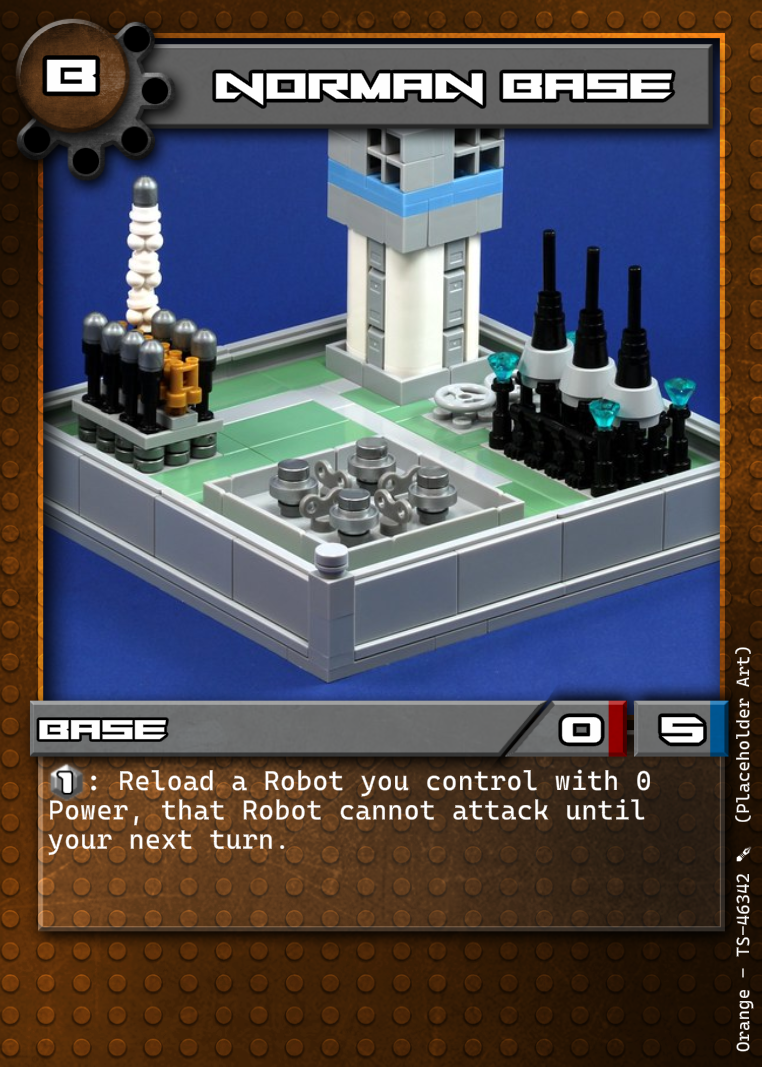 B
NORMAN BASE
BASE
0
5
1: Reload a Robot you control with 0
Power, that Robot cannot attack until
your next turn.
Orange - TS-46342 ✒ (Placeholder Art)